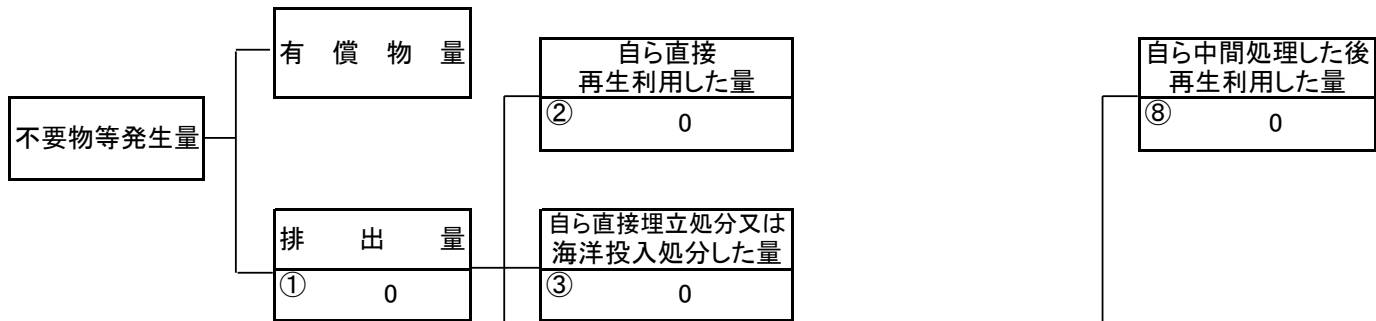 有償物量
不要物等発生量
排出量
① 0
自ら直接
再生利用した量
② 0
自ら直接埋立処分又は
海洋投入処分した量
③ 0
自ら中間処理した後
再生利用した量
⑧ 0